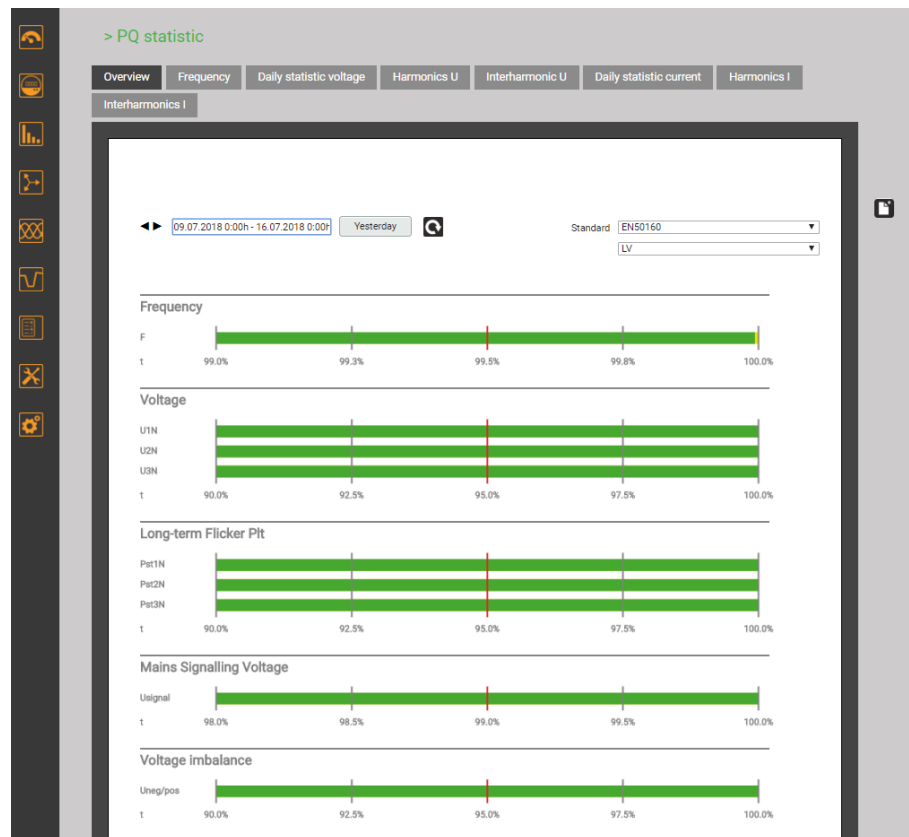 > PQ statistic
Overview Frequency Daily statistic voltage Harmonics U Interharmonic U Daily statistic current Harmonics I
Interharmonics I
09.07.2018 0:00h - 16.07.2018 0:00h Yesterday Standard EN50160
LV
Frequency
F
t 99.0% 99.3% 99.5% 99.8% 100.0%
Voltage
U1N
U2N
U3N
t 90.0% 92.5% 95.0% 97.5% 100.0%
Long-term Flicker Plt
Pst1N
Pst2N
Pst3N
t 90.0% 92.5% 95.0% 97.5% 100.0%
Mains Signalling Voltage
Usignal
t 98.0% 98.5% 99.0% 99.5% 100.0%
Voltage imbalance
Uneg/pos
t 90.0% 92.5% 95.0% 97.5% 100.0%